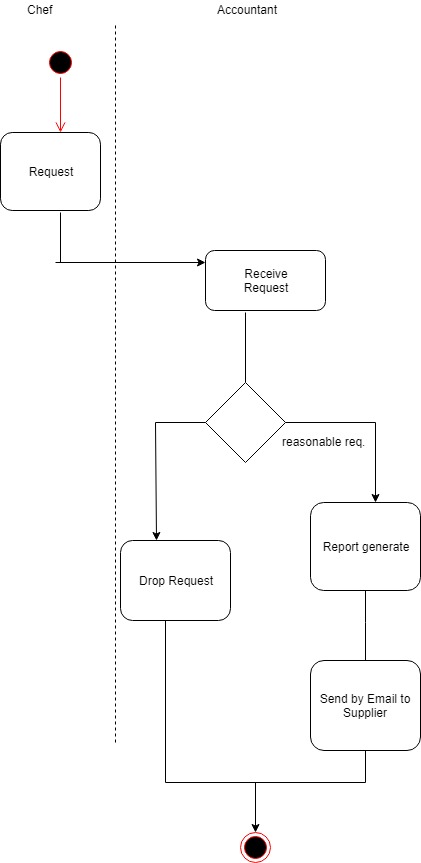 Chef
Accountant
Request
Receive
Request
reasonable req.
Report generate
Drop Request
Send by Email to
Supplier